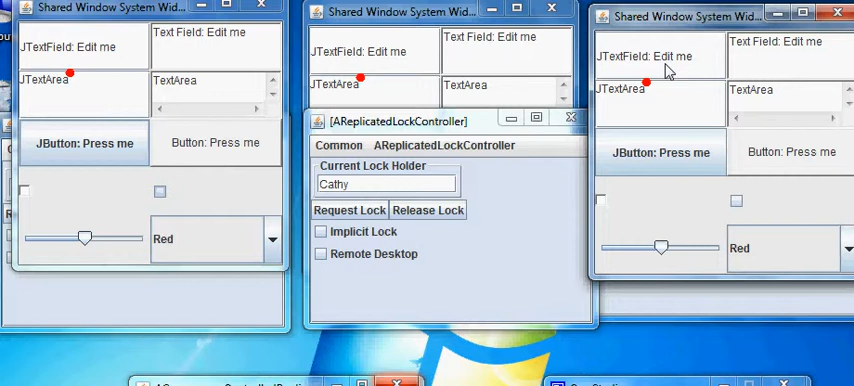 Shared Window System Wid...
JTextField: Edit me
Text Field: Edit me
JTextArea
TextArea
JButton: Press me
Button: Press me
Red
Shared Window System Wid...
JTextField: Edit me
Text Field: Edit me
JTextArea
TextArea
[AReplicatedLockController]
Common AReplicatedLockController
Current Lock Holder
Cathy
Request Lock Release Lock
Implicit Lock
Remote Desktop
Shared Window System Wid...
JTextField: Edit me
Text Field: Edit me
JTextArea
TextArea
JButton: Press me
Button: Press me
Red